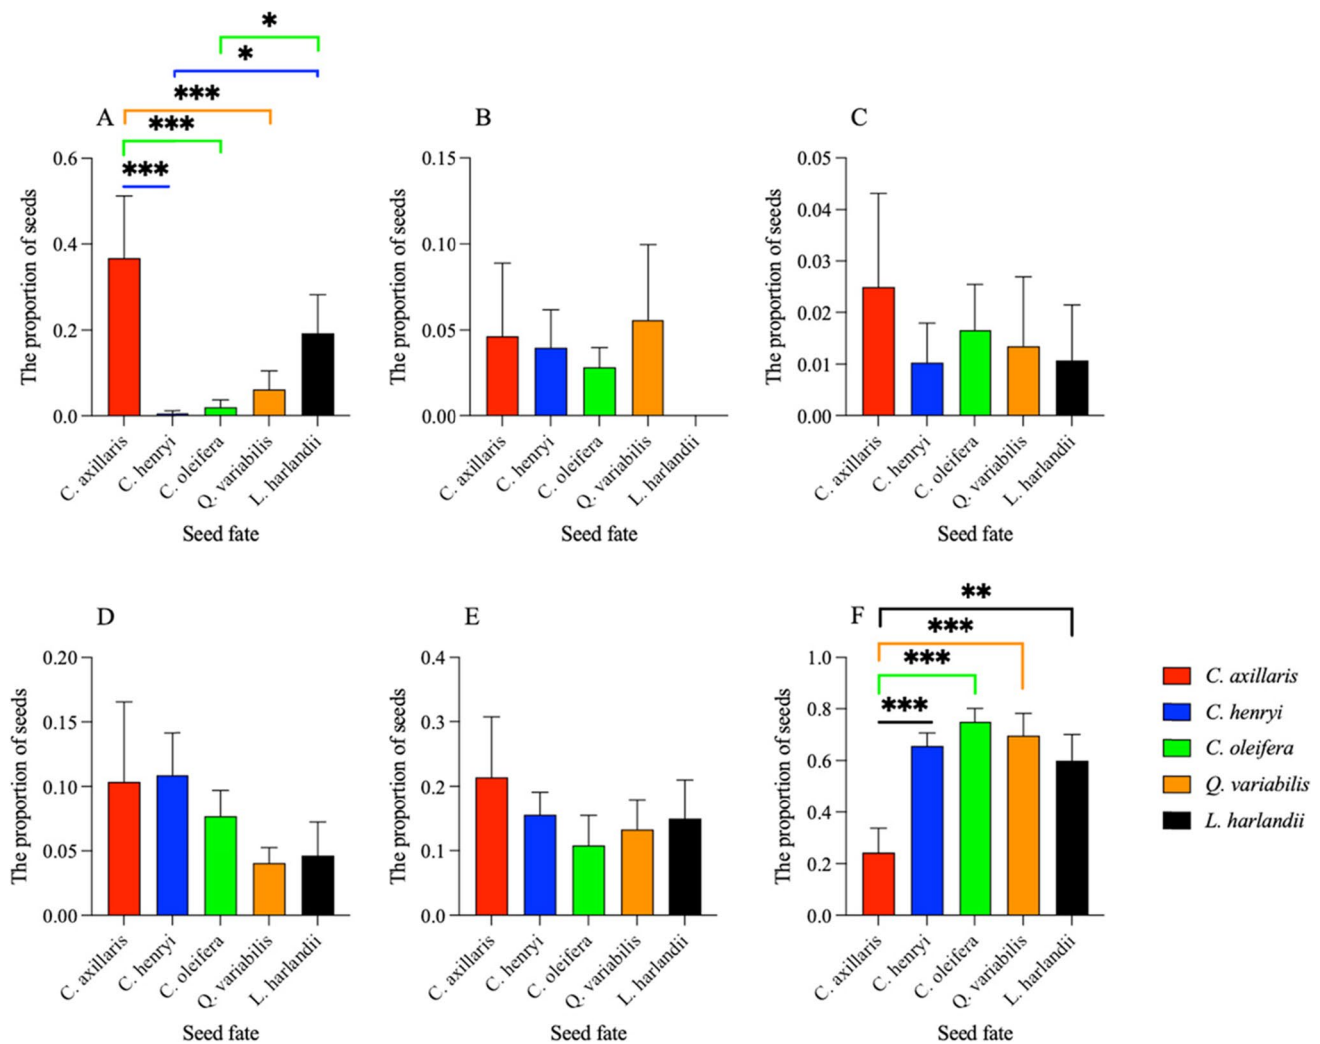 *
*
***
***
***
A
The proportion of seeds
0.6
0.4
0.2
0.0
C. axillaris
C. henryi
C. oleifera
Q. variabilis
L. harlandii
Seed fate
B
The proportion of seeds
0.15
0.10
0.05
0.00
C. axillaris
C. henryi
C. oleifera
Q. variabilis
L. harlandii
Seed fate
C
The proportion of seeds
0.05
0.04
0.03
0.02
0.01
0.00
C. axillaris
C. henryi
C. oleifera
Q. variabilis
L. harlandii
Seed fate
D
The proportion of seeds
0.20
0.15
0.10
0.05
0.00
C. axillaris
C. henryi
C. oleifera
Q. variabilis
L. harlandii
Seed fate
E
The proportion of seeds
0.4
0.3
0.2
0.1
0.0
C. axillaris
C. henryi
C. oleifera
Q. variabilis
L. harlandii
Seed fate
**
***
***
***
F
The proportion of seeds
1.0
0.8
0.6
0.4
0.2
0.0
C. axillaris
C. henryi
C. oleifera
Q. variabilis
L. harlandii
Seed fate
C. axillaris
C. henryi
C. oleifera
Q. variabilis
L. harlandii